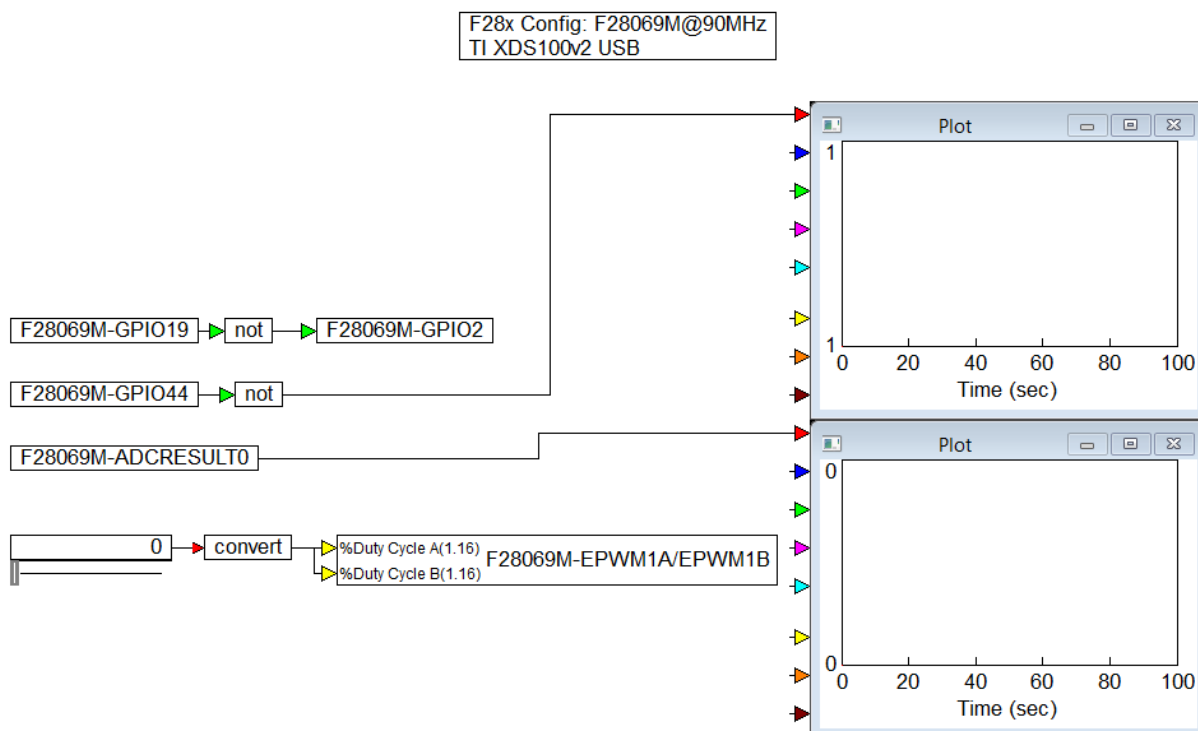 F28x Config: F28069M@90MHz
TI XDS100v2 USB
Plot
1
1
0 20 40 60 80 100
Time (sec)
F28069M-GPIO19 not F28069M-GPIO2
F28069M-GPIO44 not
F28069M-ADCRESULT0
Plot
0
0
0 20 40 60 80 100
Time (sec)
0 convert
%Duty Cycle A(1.16)
%Duty Cycle B(1.16)
F28069M-EPWM1A/EPWM1B